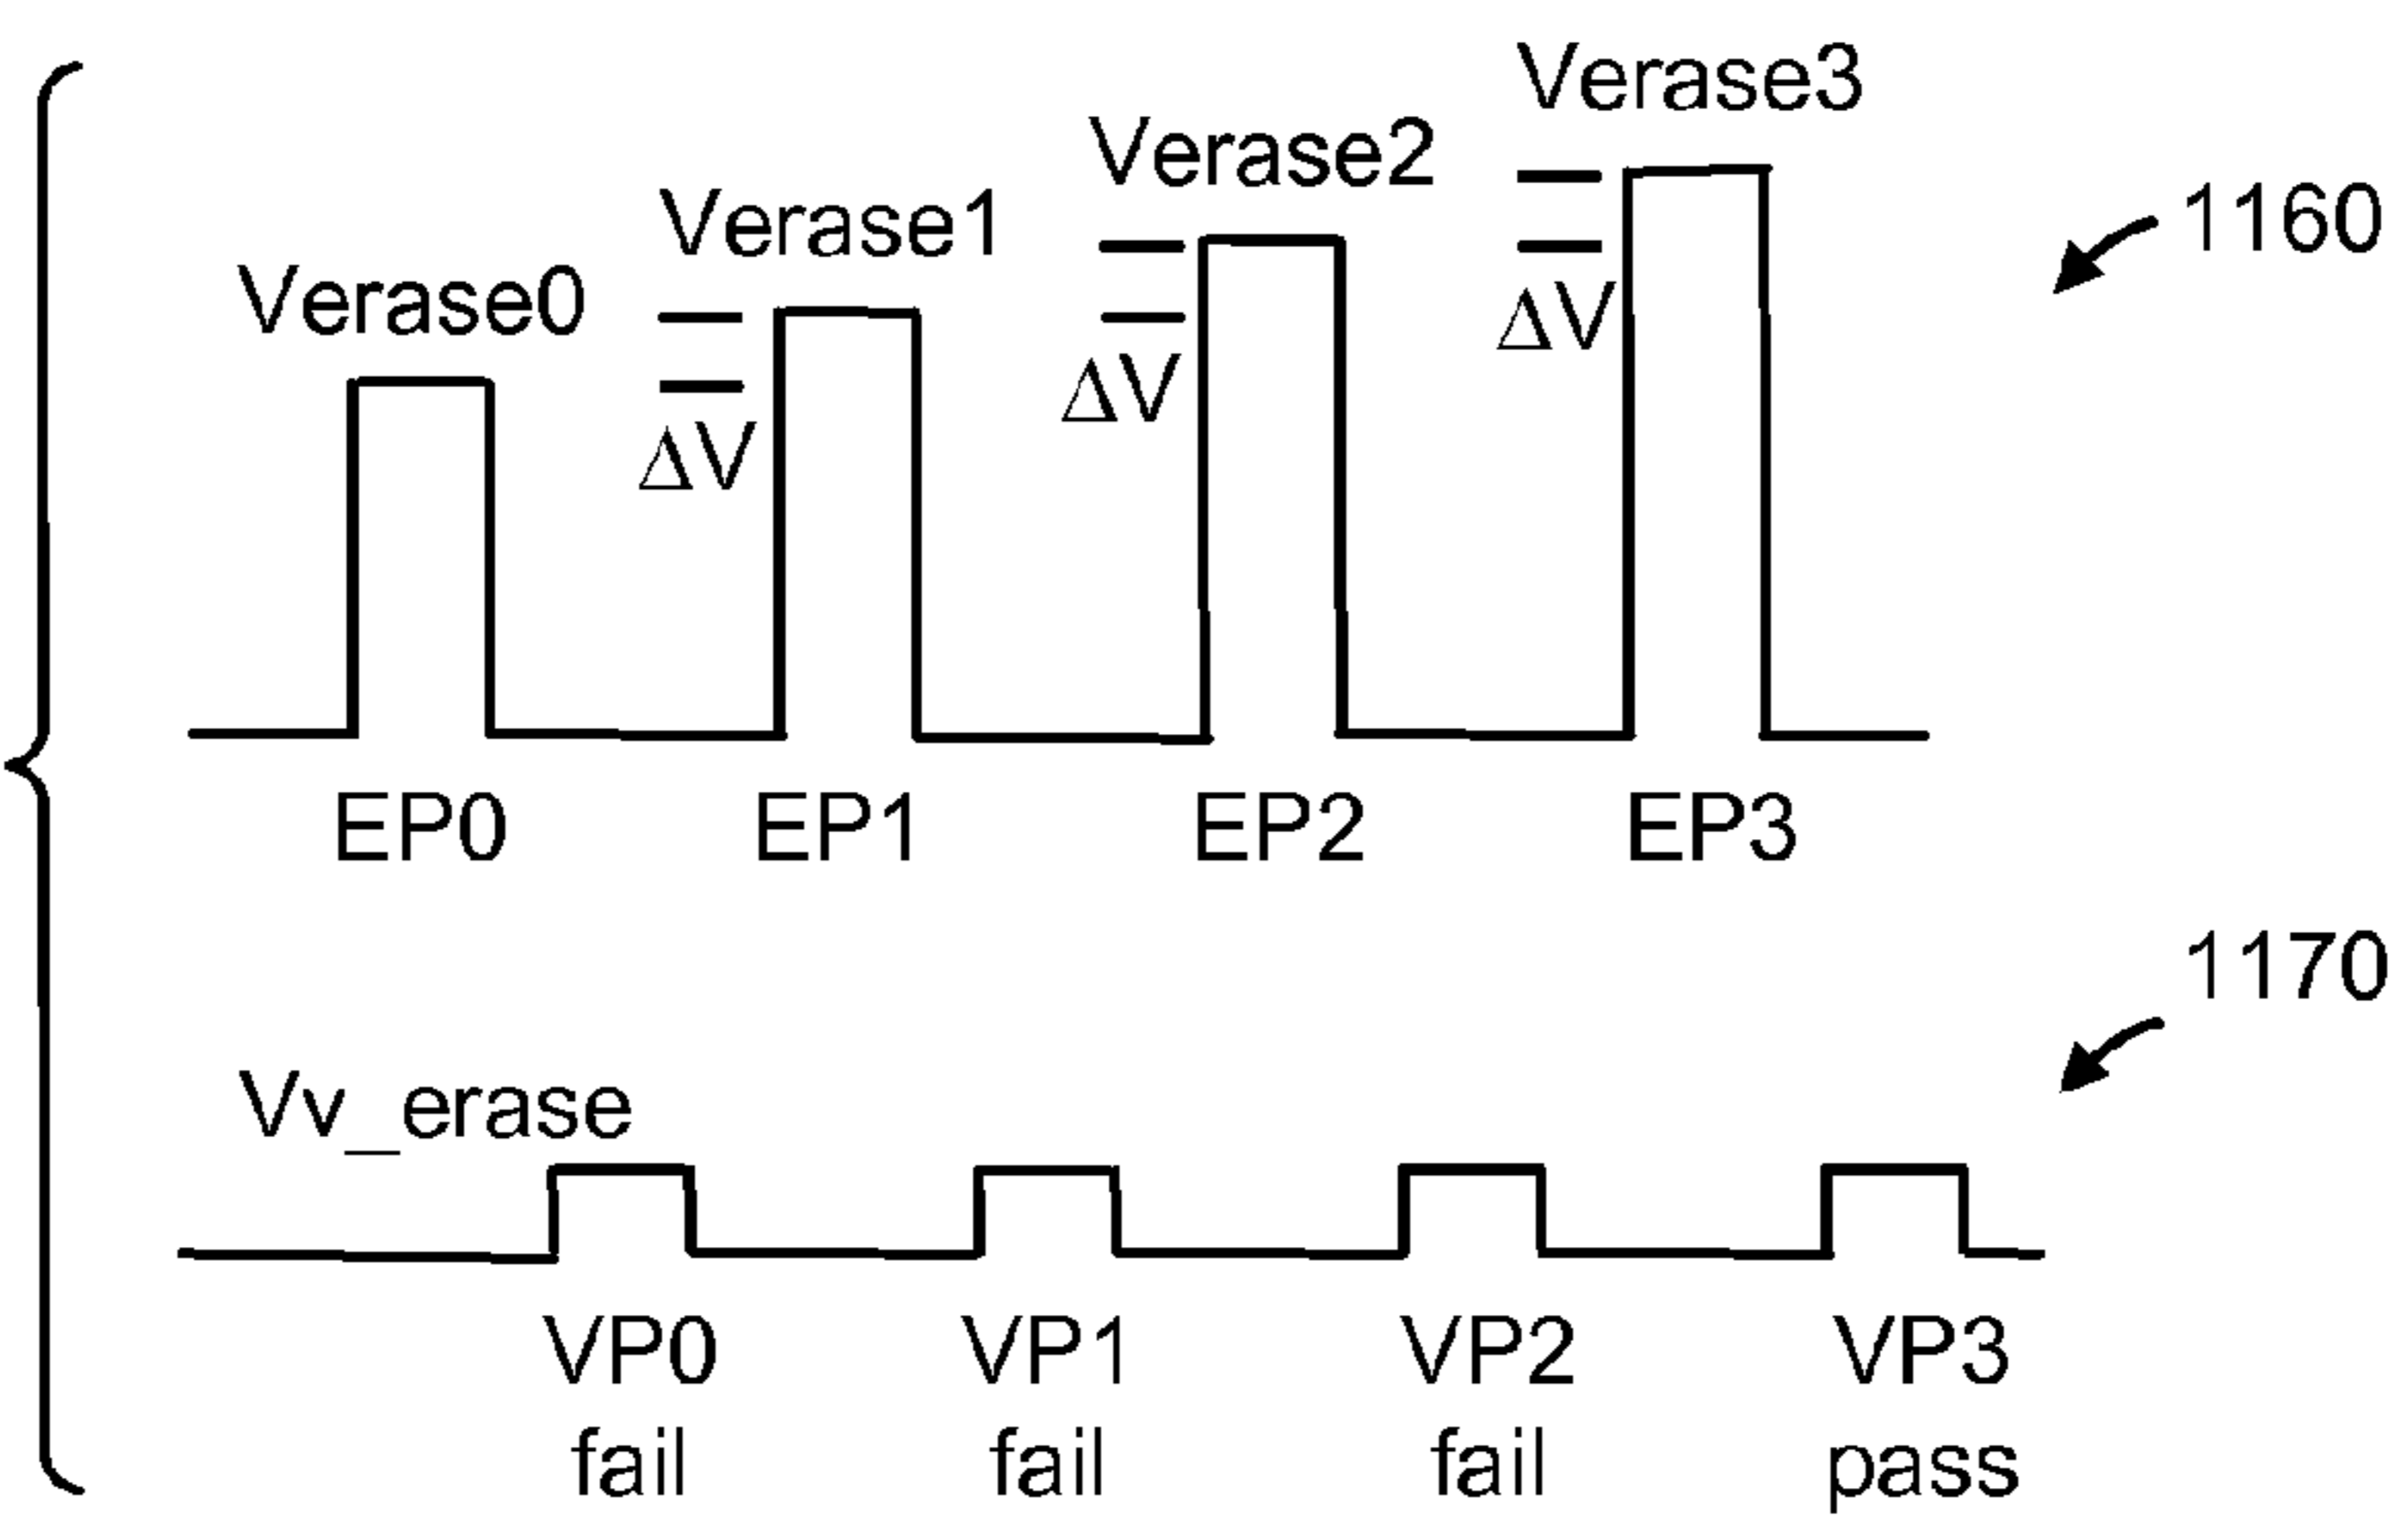 Verase3
Verase2
Verase1
Verase0
1160
ΔV
ΔV
ΔV
EP0 EP1 EP2 EP3
1170
Vv_erase
VP0 VP1 VP2 VP3
fail fail fail pass